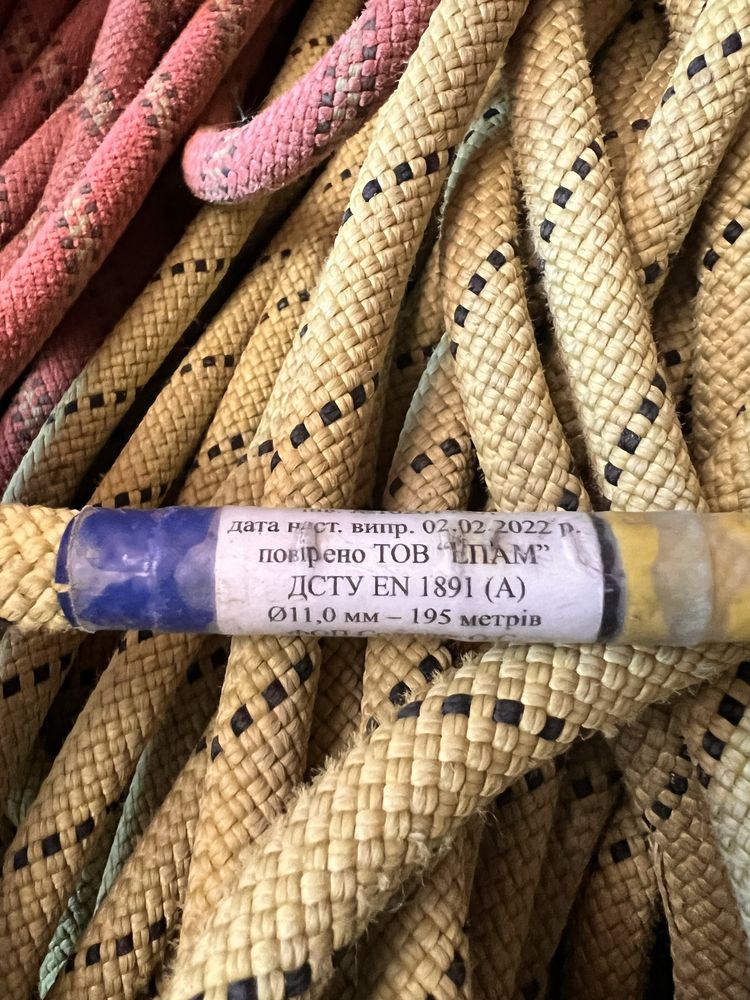 дата наст. випр. 02.02.2022 р.
повірено ТОВ “ЕПАМ”
ДСТУ EN 1891 (А)
Ø11,0 мм – 195 метрів